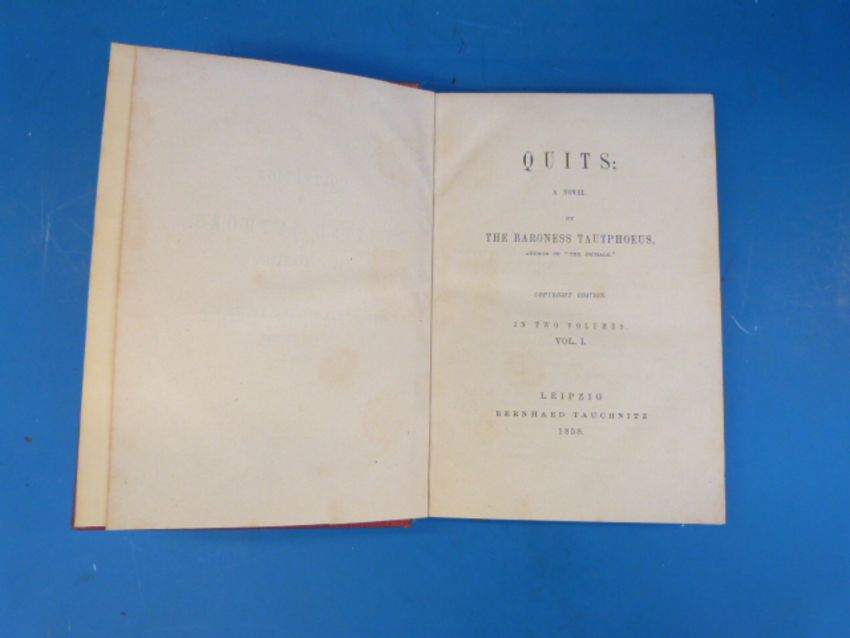 QUITS;
A NOVEL
BY
THE BARONESS TAUTPHOEUS,
AUTHOR OF "THE INITIALS."
COPYRIGHT EDITION.
IN TWO VOLUMES.
VOL. I.
LEIPZIG
BERNHARD TAUCHNITZ
1858.